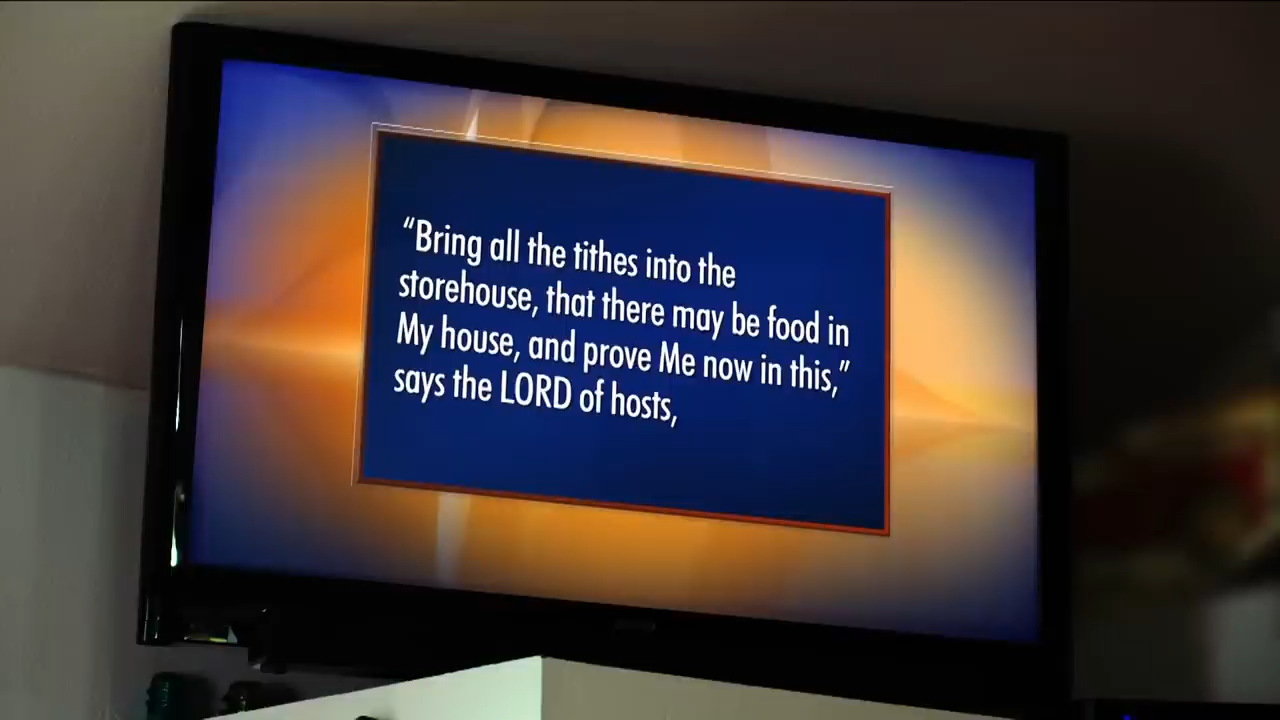 “Bring all the tithes into the
storehouse, that there may be food in
My house, and prove Me now in this,”
says the LORD of hosts,